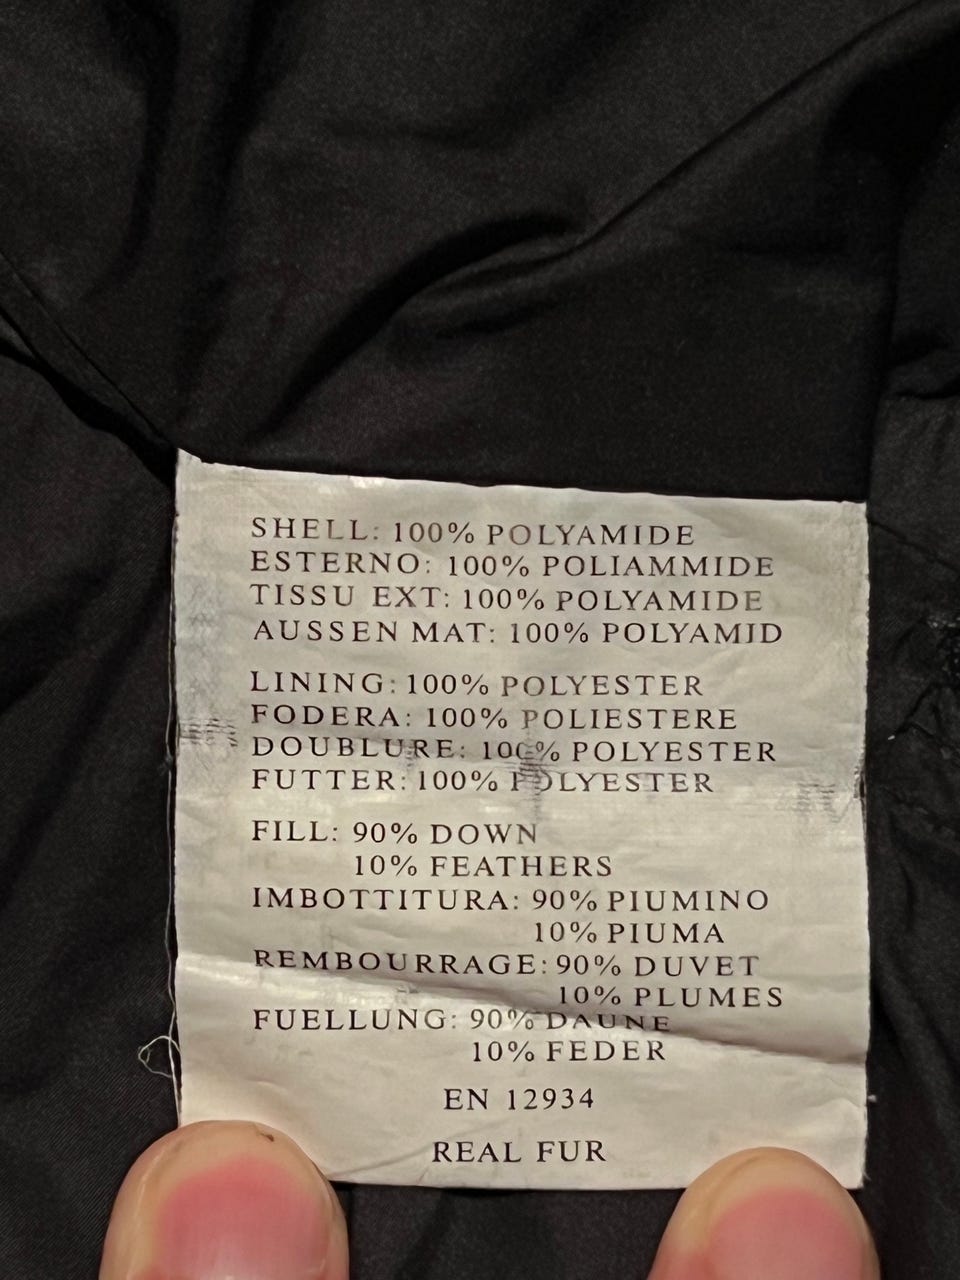 SHELL: 100% POLYAMIDE
ESTERNO: 100% POLIAMMIDE
TISSU EXT: 100% POLYAMIDE
AUSSEN MAT: 100% POLYAMID
LINING: 100% POLYESTER
FODERA: 100% POLIESTERE
DOUBLURE: 100% POLYESTER
FUTTER: 100% POLYESTER
FILL: 90% DOWN
10% FEATHERS
IMBOTTITURA: 90% PIUMINO
10% PIUMA
REMBOURRAGE: 90% DUVET
10% PLUMES
FUELLUNG: 90% DAUNE
10% FEDER
EN 12934
REAL FUR